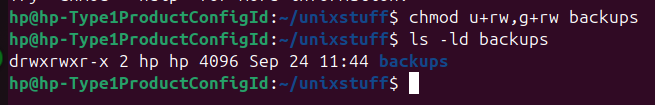 hp@hp-Type1ProductConfigId:~/unixstuff$ chmod u+rw,g+rw backups
hp@hp-Type1ProductConfigId:~/unixstuff$ ls -ld backups
drwxrwxr-x 2 hp hp 4096 Sep 24 11:44 backups
hp@hp-Type1ProductConfigId:~/unixstuff$